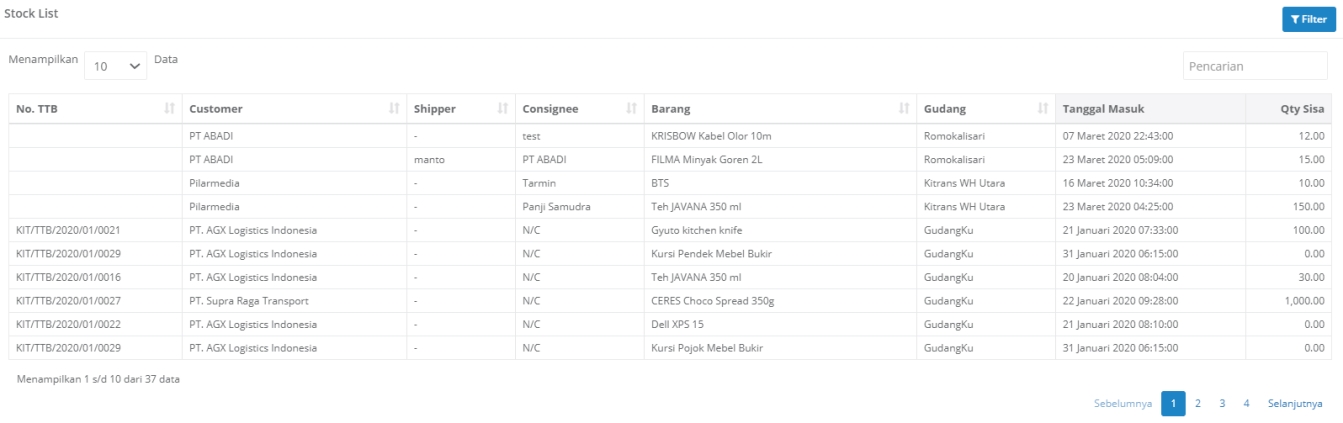 Stock List
Filter
Menampilkan 10 Data
Pencarian
No. TTB Customer Shipper Consignee Barang Gudang Tanggal Masuk Qty Sisa
PT ABADI - test KRISBOW Kabel Olor 10m Romokalisari 07 Maret 2020 22:43:00 12.00
PT ABADI manto PT ABADI FILMA Minyak Goren 2L Romokalisari 23 Maret 2020 05:09:00 15.00
Pilarmedia - Tarmin BTS Kitrans WH Utara 16 Maret 2020 10:34:00 10.00
Pilarmedia - Panji Samudra Teh JAVANA 350 ml Kitrans WH Utara 23 Maret 2020 04:25:00 150.00
KIT/TTB/2020/01/0021 PT. AGX Logistics Indonesia - N/C Gyuto kitchen knife GudangKu 21 Januari 2020 07:33:00 100.00
KIT/TTB/2020/01/0029 PT. AGX Logistics Indonesia - N/C Kursi Pendek Mebel Bukir GudangKu 31 Januari 2020 06:15:00 0.00
KIT/TTB/2020/01/0016 PT. AGX Logistics Indonesia - N/C Teh JAVANA 350 ml GudangKu 20 Januari 2020 08:04:00 30.00
KIT/TTB/2020/01/0027 PT. Supra Raga Transport - N/C CERES Choco Spread 350g GudangKu 22 Januari 2020 09:28:00 1,000.00
KIT/TTB/2020/01/0022 PT. AGX Logistics Indonesia - N/C Dell XPS 15 GudangKu 21 Januari 2020 08:10:00 0.00
KIT/TTB/2020/01/0029 PT. AGX Logistics Indonesia - N/C Kursi Pojok Mebel Bukir GudangKu 31 Januari 2020 06:15:00 0.00
Menampilkan 1 s/d 10 dari 37 data
Sebelumnya 1 2 3 4 Selanjutnya